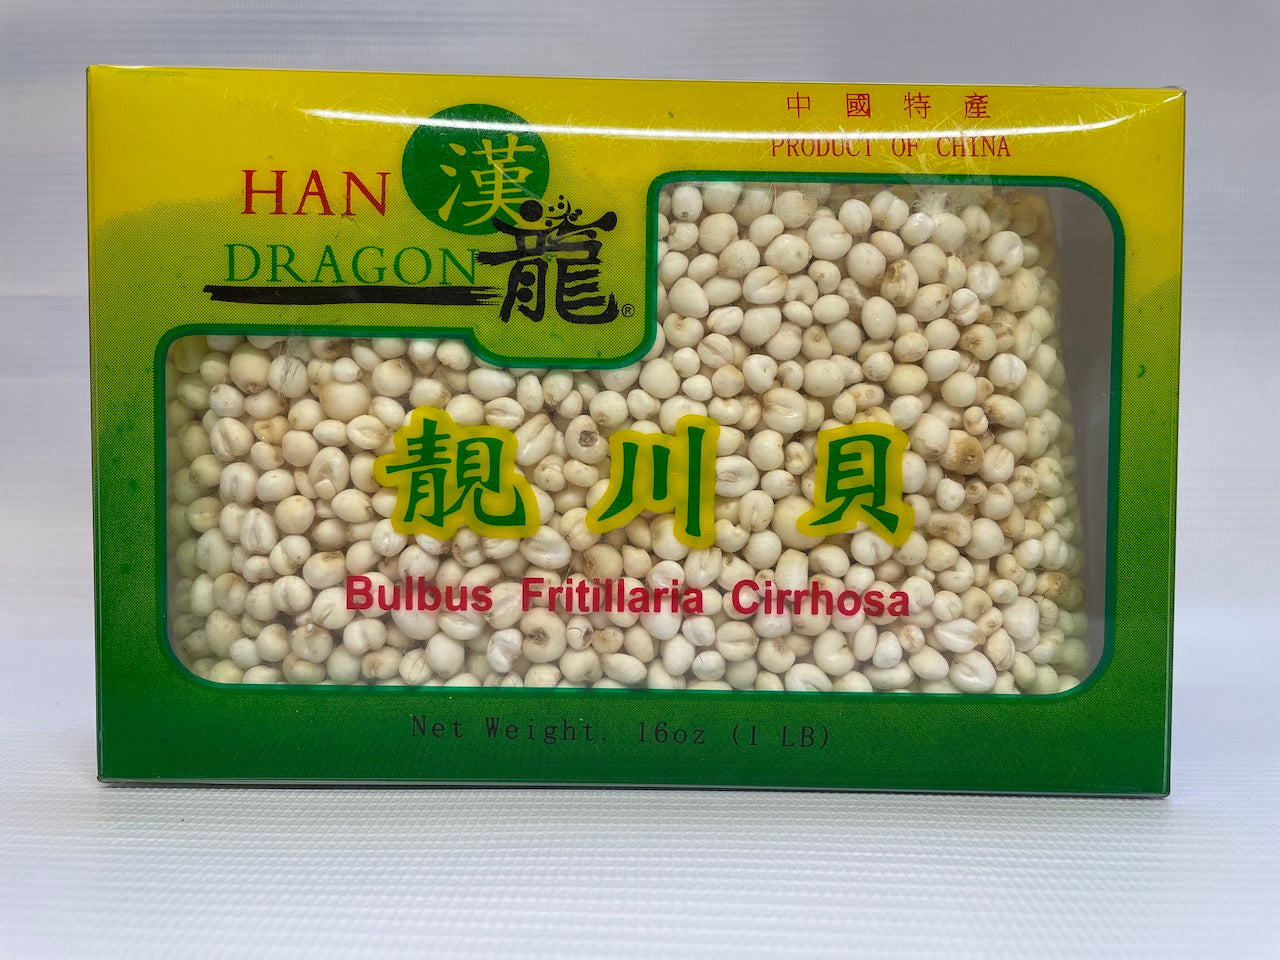 中國特產
PRODUCT OF CHINA
HAN 漢
DRAGON 龍®
靚川貝
Bulbus Fritillaria Cirrhosa
Net Weight. 16oz (1 LB)